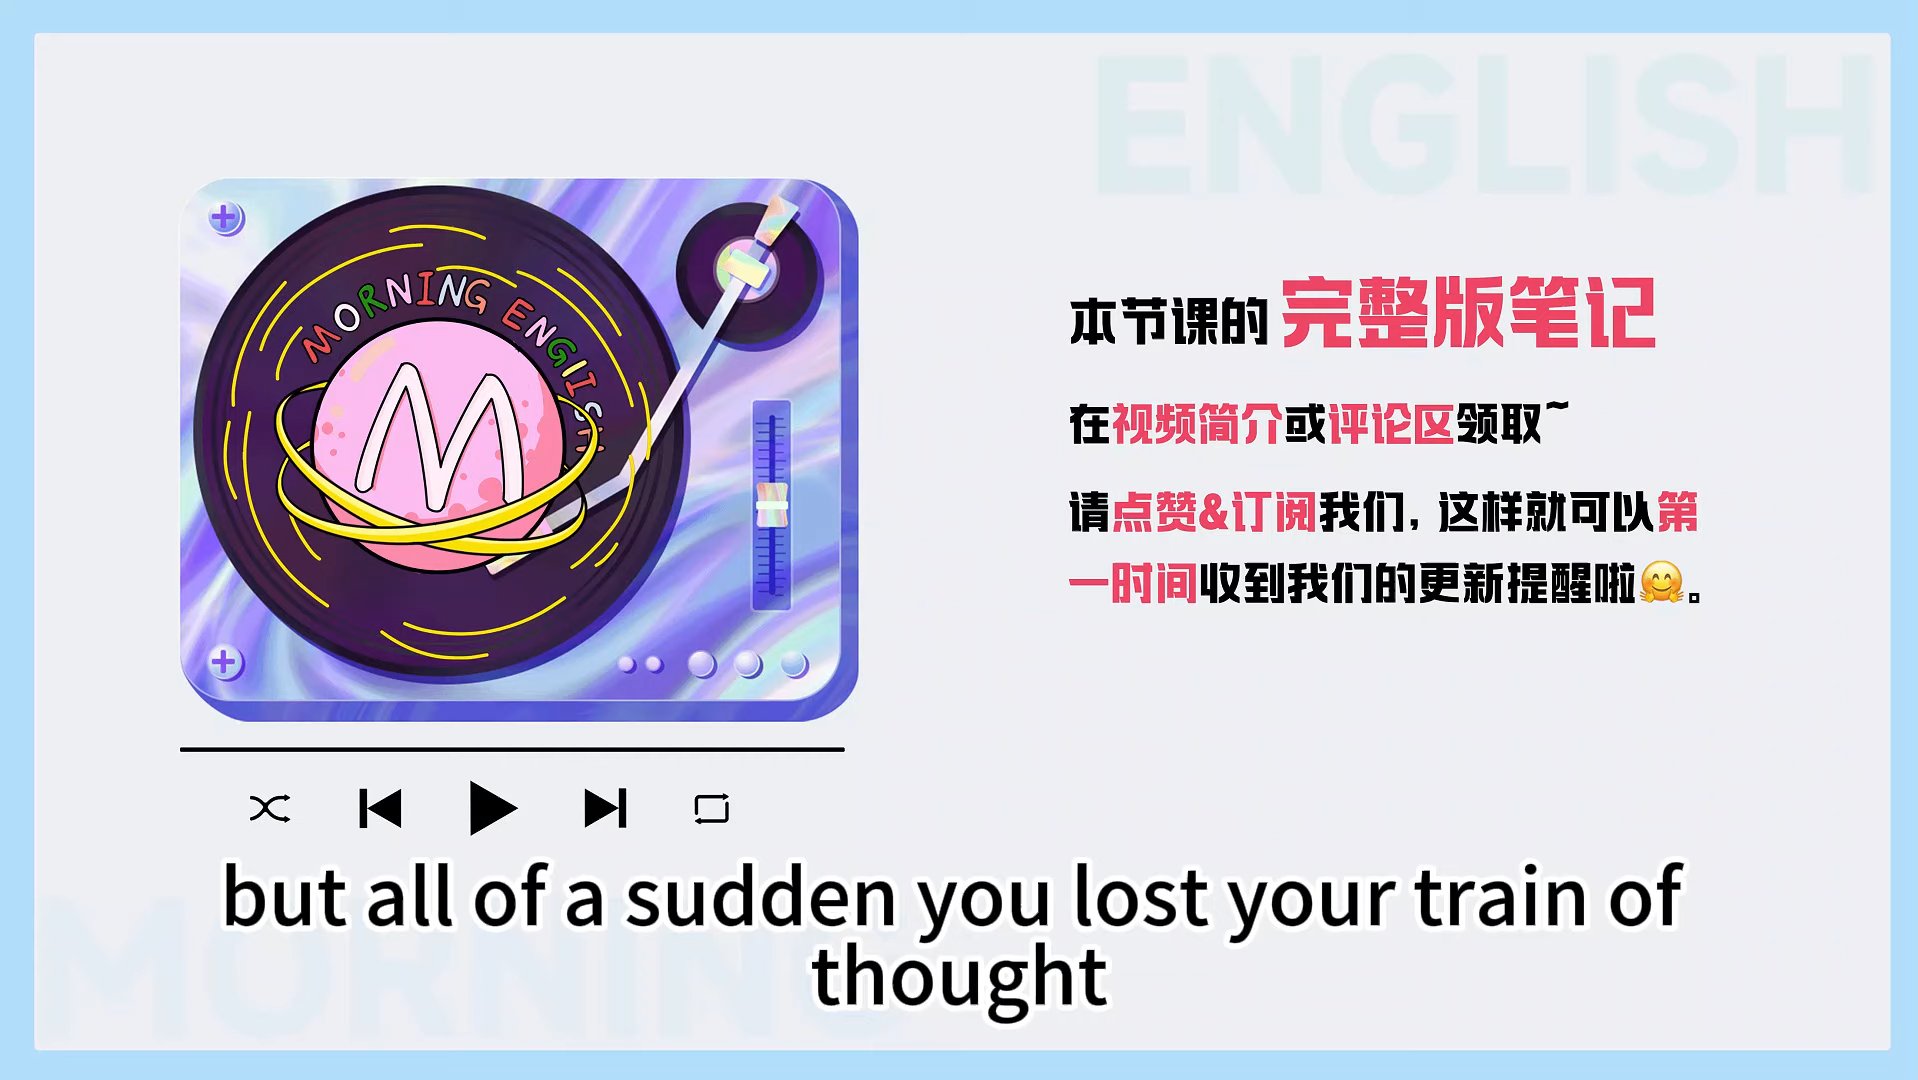 ENGLISH
MORNING ENGLISH
M
本节课的 完整版笔记
在视频简介或评论区领取~
请点赞&订阅我们，这样就可以第
一时间收到我们的更新提醒啦🤗。
MORNING
but all of a sudden you lost your train of
thought